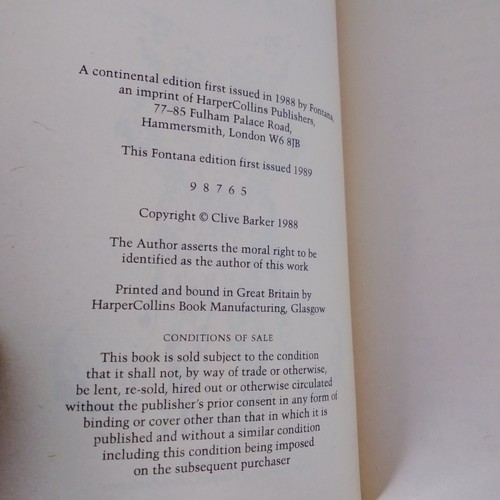 A continental edition first issued in 1988 by Fontana,
an imprint of HarperCollins Publishers,
77–85 Fulham Palace Road,
Hammersmith, London W6 8JB
This Fontana edition first issued 1989
9 8 7 6 5
Copyright © Clive Barker 1988
The Author asserts the moral right to be
identified as the author of this work
Printed and bound in Great Britain by
HarperCollins Book Manufacturing, Glasgow
CONDITIONS OF SALE
This book is sold subject to the condition
that it shall not, by way of trade or otherwise,
be lent, re-sold, hired out or otherwise circulated
without the publisher's prior consent in any form of
binding or cover other than that in which it is
published and without a similar condition
including this condition being imposed
on the subsequent purchaser